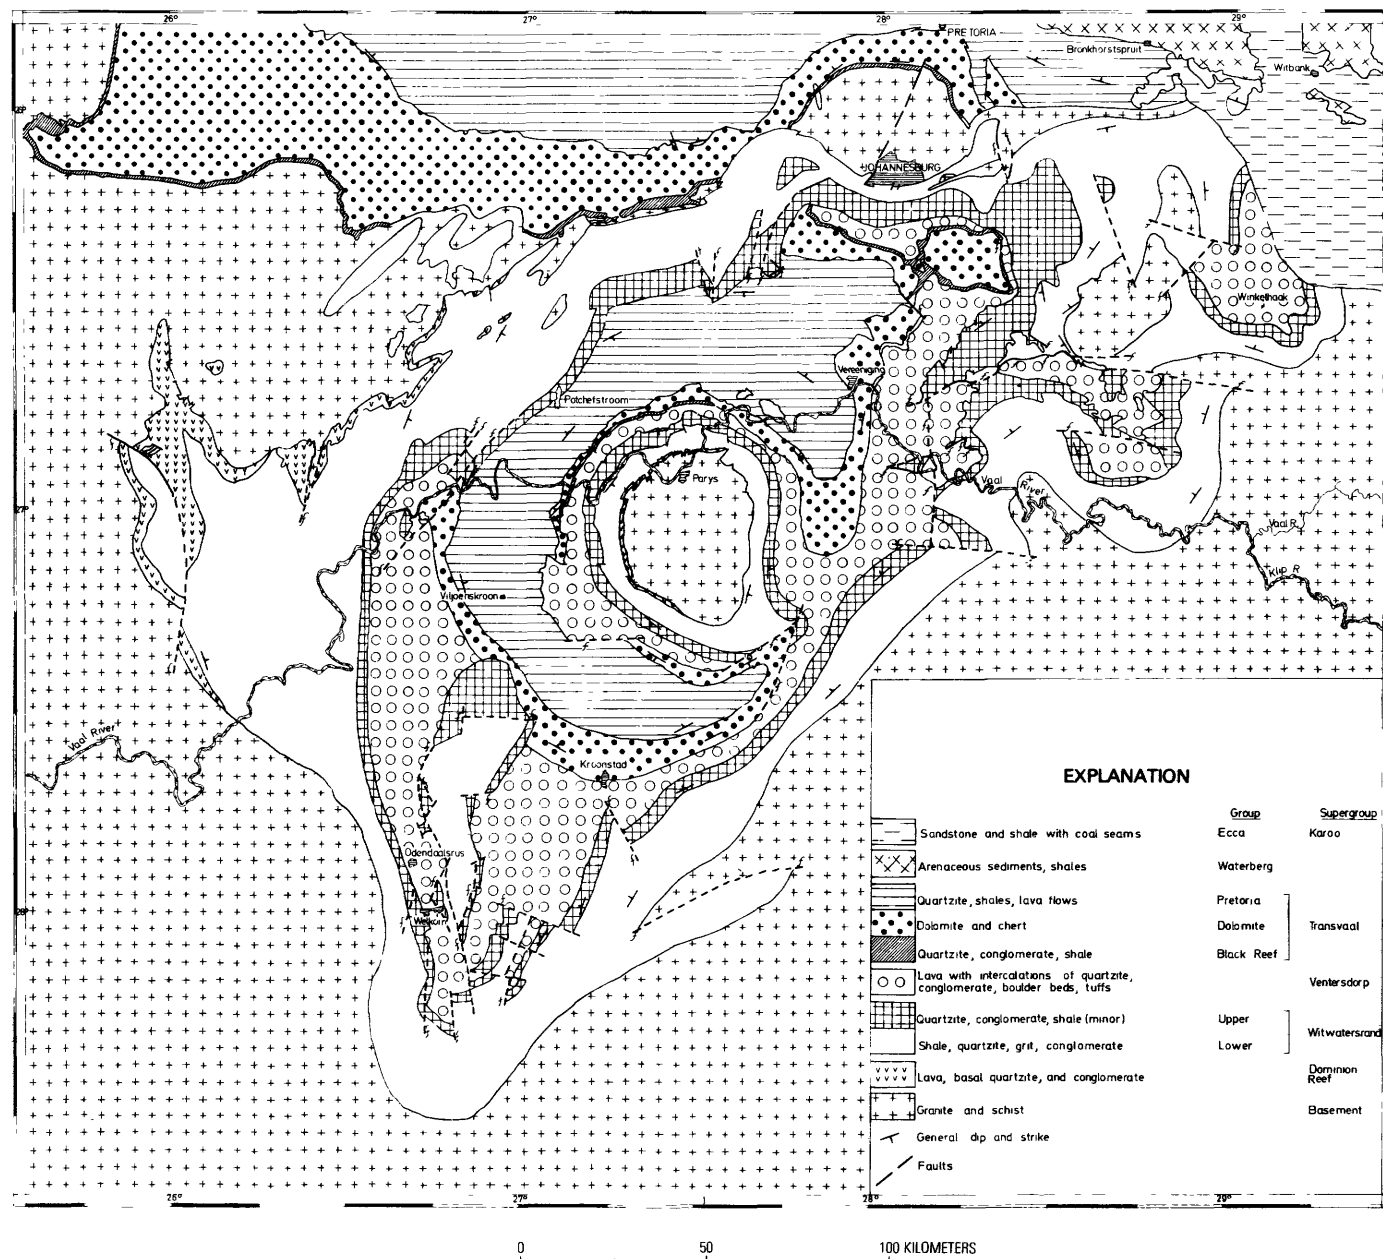 26° 27° 28° 29°
PRETORIA
Bronkhorstspruit
Witbank
JOHANNESBURG
Winkelhaak
Vereeniging
Potchefstroom
Parys
Vaal River
27°
Vaal R.
Klip R
Viljoenskroon
Vaal River
Kroonstad
Odendaalsrus
28°
Welkom
EXPLANATION
Group Supergroup
Sandstone and shale with coal seams Ecca Karoo
Arenaceous sediments, shales Waterberg
Quartzite, shales, lava flows Pretoria
Dolomite and chert Dolomite Transvaal
Quartzite, conglomerate, shale Black Reef
Lava with intercalations of quartzite,
conglomerate, boulder beds, tuffs Ventersdorp
Quartzite, conglomerate, shale (minor) Upper
Witwatersrand
Shale, quartzite, grit, conglomerate Lower
Lava, basal quartzite, and conglomerate Dominion
Reef
Granite and schist Basement
General dip and strike
Faults
26° 27° 28° 29°
0 50 100 KILOMETERS